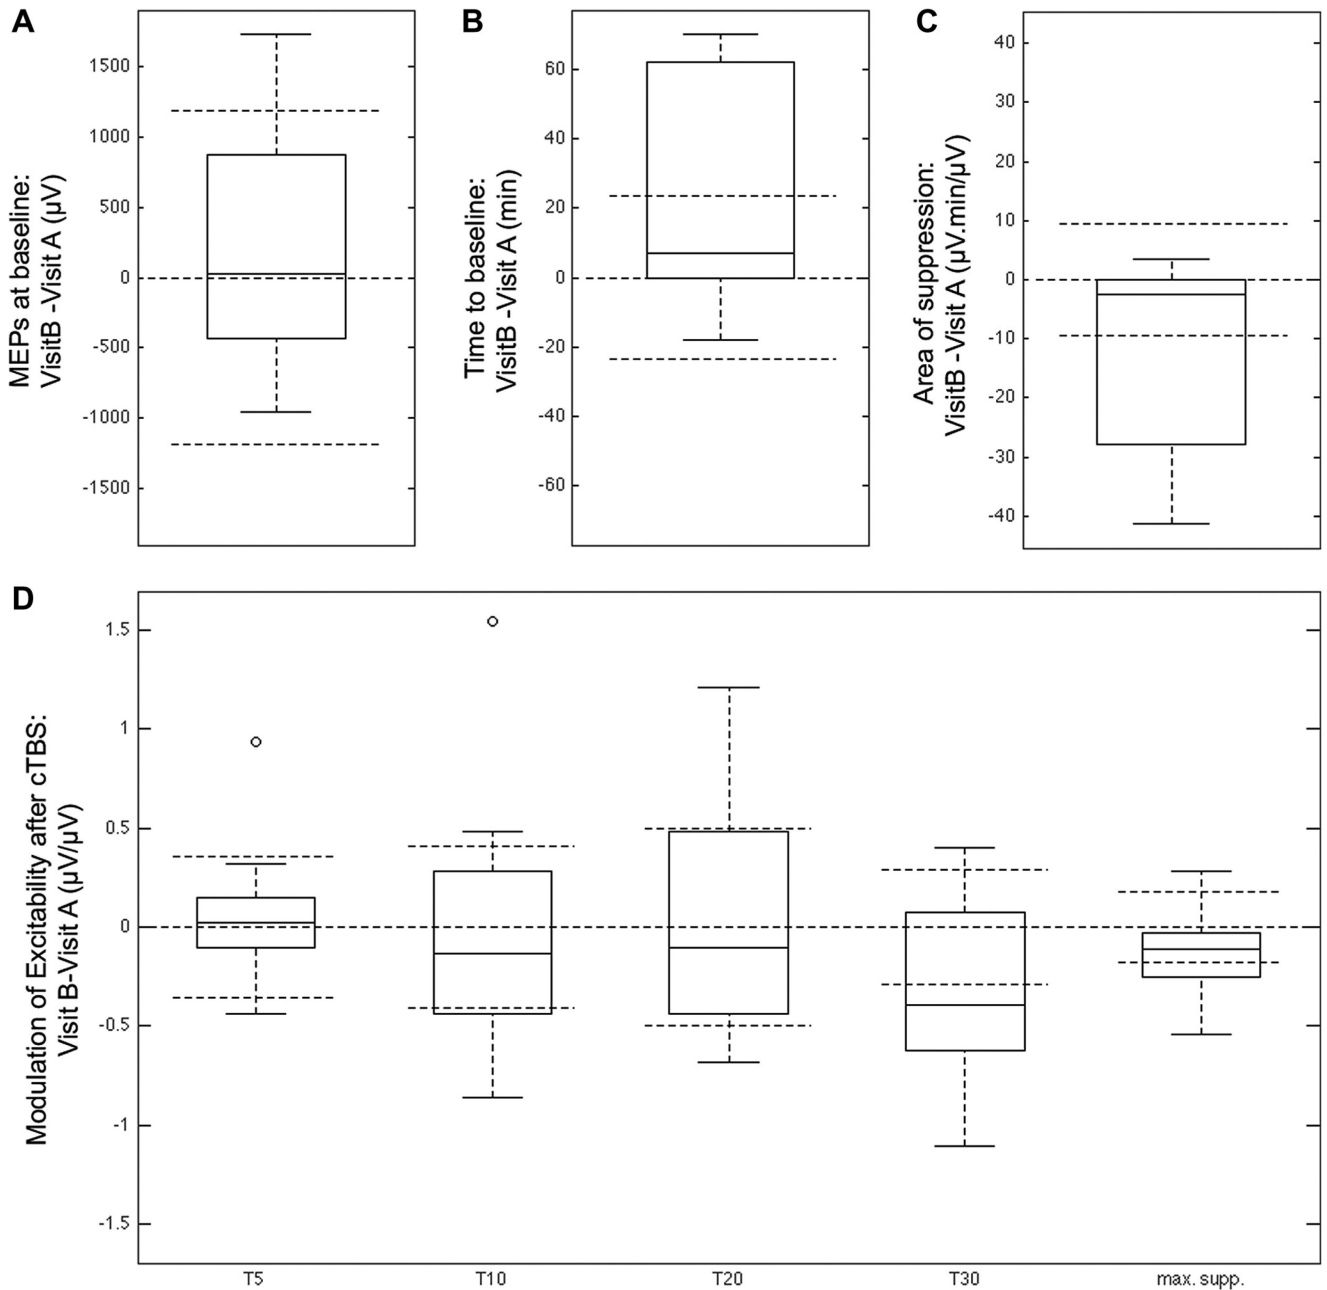 A
MEPs at baseline:
VisitB -Visit A (µV)
1500
1000
500
0
-500
-1000
-1500
B
Time to baseline:
VisitB -Visit A (min)
60
40
20
0
-20
-40
-60
C
Area of suppression:
VisitB -Visit A (µV.min/µV)
40
30
20
10
0
-10
-20
-30
-40
D
Modulation of Excitability after cTBS:
Visit B-Visit A (µV/µV)
1.5
1
0.5
0
-0.5
-1
-1.5
T5 T10 T20 T30 max. supp.